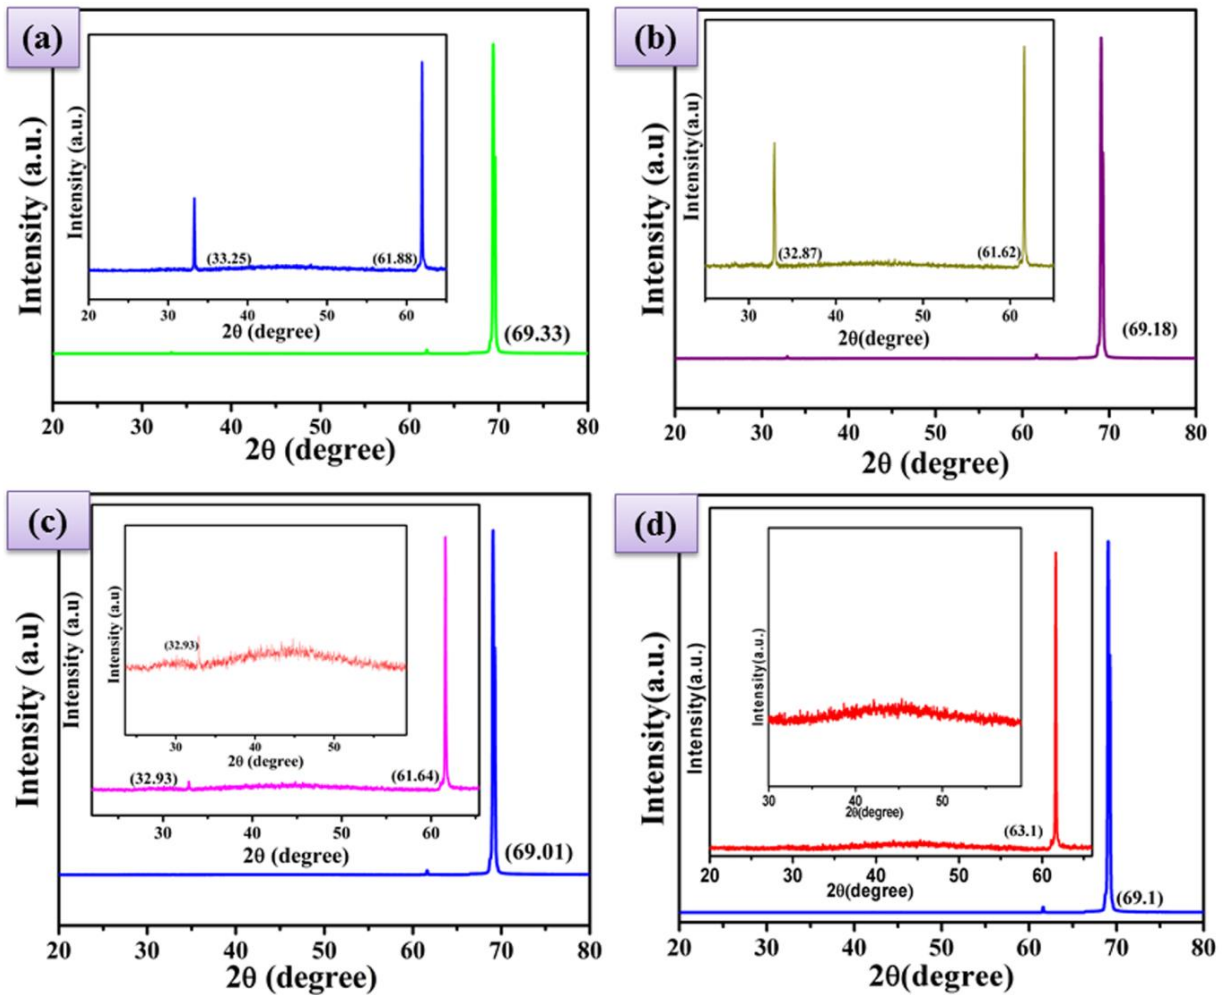 (a)
Intensity (a.u.)
Intensity (a.u.)
(33.25)
(61.88)
20 30 40 50 60
2θ (degree)
(69.33)
20 30 40 50 60 70 80
2θ (degree)
(b)
Intensity (a.u)
Intensity(a.u.)
(32.87)
(61.62)
30 40 50 60
2θ(degree)
(69.18)
20 30 40 50 60 70 80
2θ (degree)
(c)
Intensity (a.u)
Intensity (a.u)
Intensity (a.u)
(32.93)
30 40 50
2θ (degree)
(32.93)
(61.64)
30 40 50 60
2θ (degree)
(69.01)
20 30 40 50 60 70 80
2θ (degree)
(d)
Intensity(a.u.)
Intensity(a.u.)
Intensity(a.u.)
30 40 50
2θ(degree)
(63.1)
20 30 40 50 60
2θ(degree)
(69.1)
20 30 40 50 60 70 80
2θ(degree)